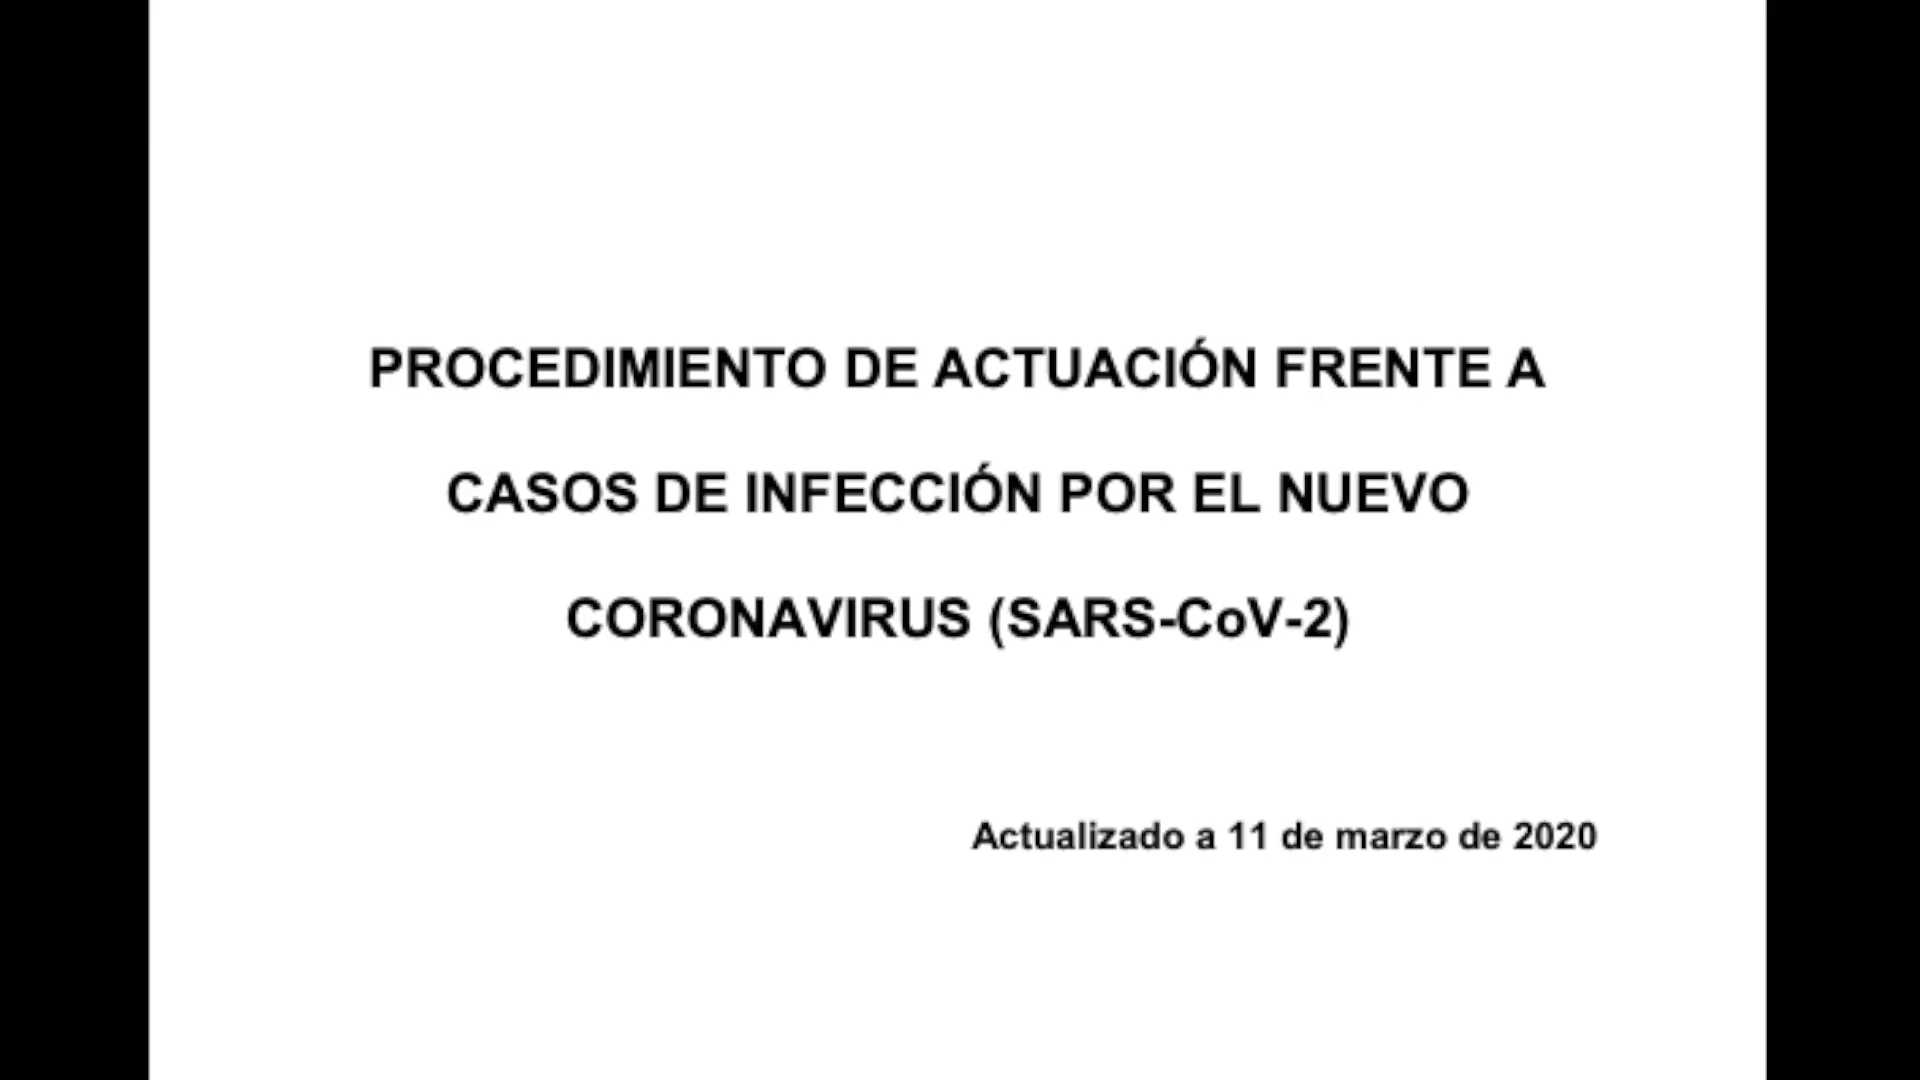 PROCEDIMIENTO DE ACTUACIÓN FRENTE A
CASOS DE INFECCIÓN POR EL NUEVO
CORONAVIRUS (SARS-CoV-2)
Actualizado a 11 de marzo de 2020